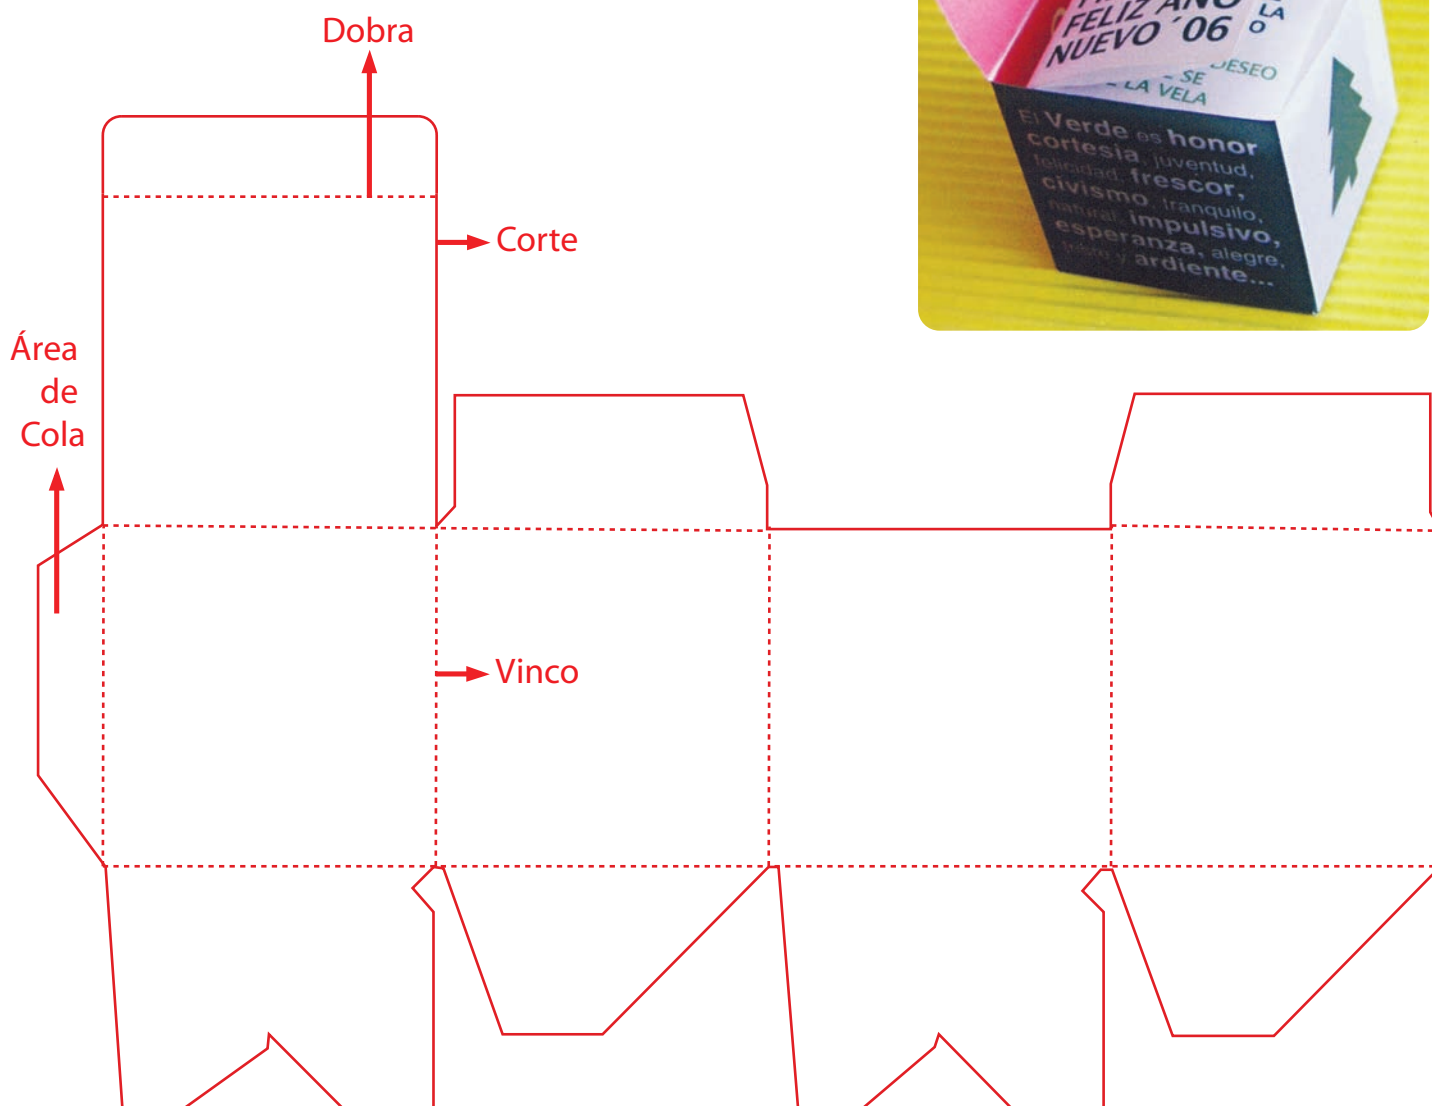 Dobra
Corte
Área
de
Cola
Vinco
FELIZ AÑO
NUEVO ´06
LA
O
DESEO
SE
LA VELA
El Verde es honor
cortesia, juventud,
felicidad, frescor,
civismo, tranquilo,
natural, impulsivo,
esperanza, alegre,
y ardiente...